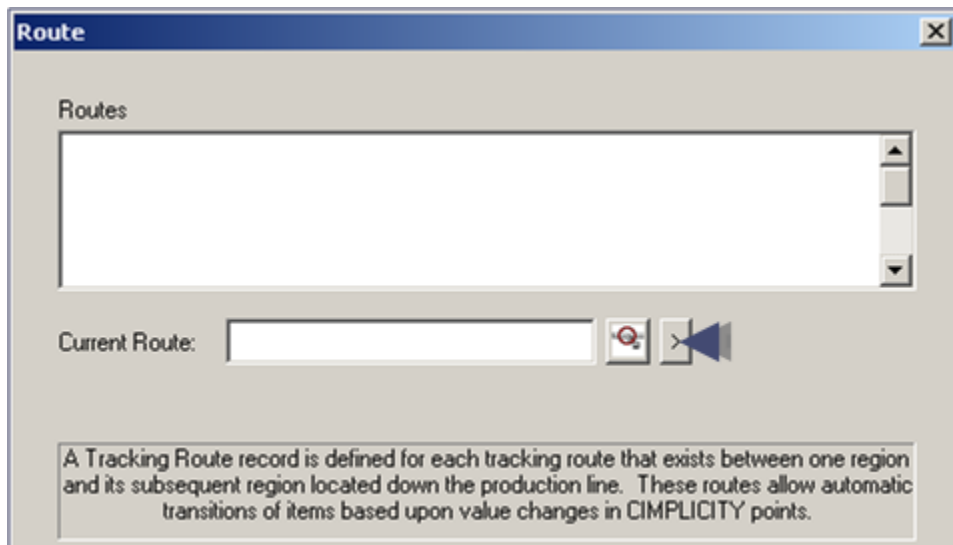 Route
Routes
Current Route:
>
A Tracking Route record is defined for each tracking route that exists between one region
and its subsequent region located down the production line.  These routes allow automatic
transitions of items based upon value changes in CIMPLICITY points.